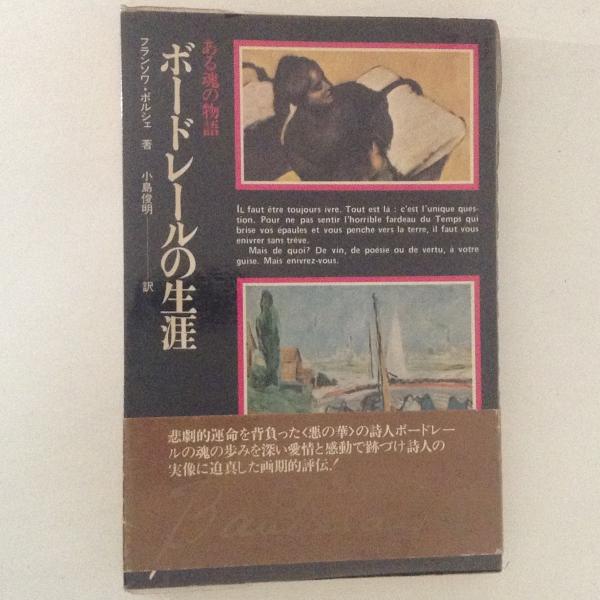 ある魂の物語
ボードレールの生涯
フランソワ・ポルシェ 著
小島俊明 訳
IL faut être toujours ivre. Tout est là : c'est l'unique ques-
tion. Pour ne pas sentir l'horrible fardeau du Temps qui
brise vos épaules et vous penche vers la terre, il faut vous
enivrer sans trève.
Mais de quoi? De vin, de poésie ou de vertu, à votre
guise. Mais enivrez-vous.
悲劇的運命を背負った〈悪の華〉の詩人ボードレー
ルの魂の歩みを深い愛情と感動で跡づけ詩人の
実像に迫真した画期的評伝!